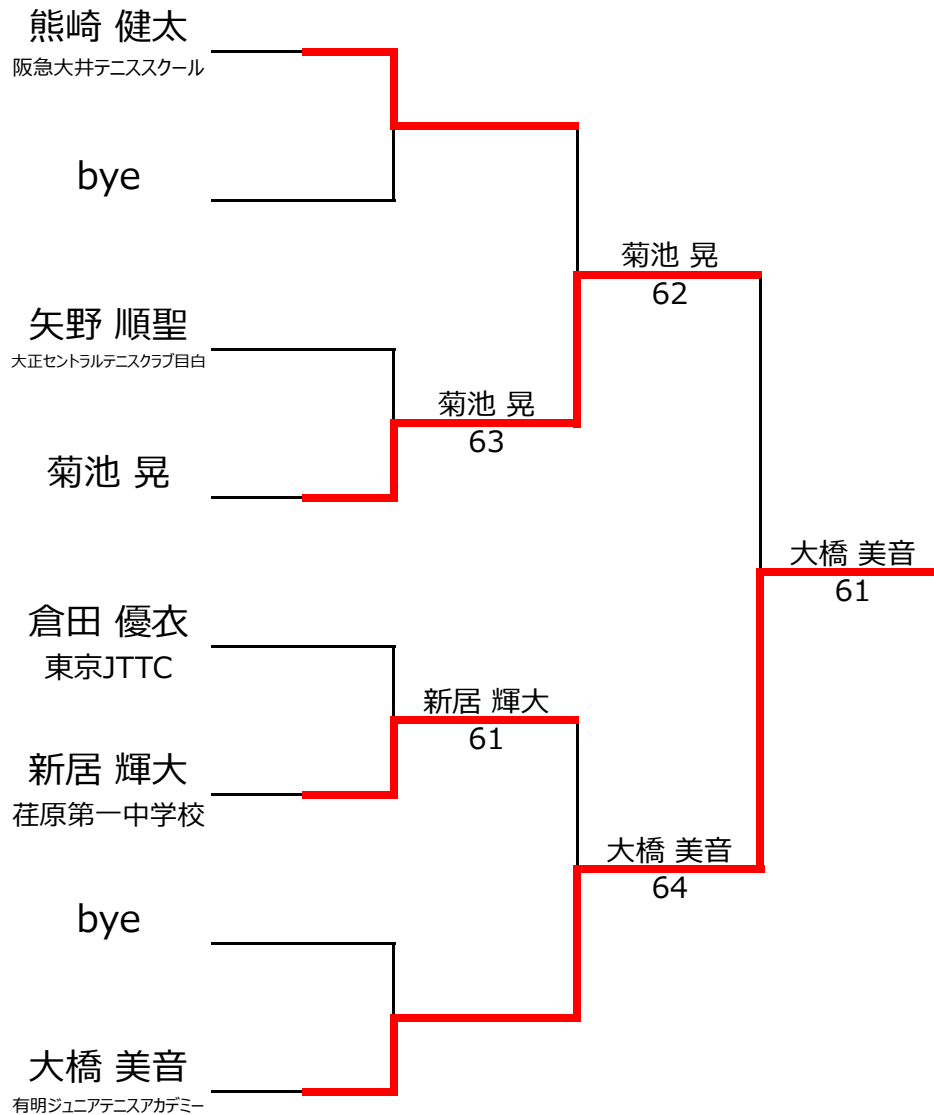 熊崎 健太
阪急大井テニススクール
bye
菊池 晃
62
矢野 順聖
大正セントラルテニスクラブ目白
菊池 晃
63
菊池 晃
大橋 美音
61
倉田 優衣
東京JTTC
新居 輝大
61
新居 輝大
荏原第一中学校
大橋 美音
64
bye
大橋 美音
有明ジュニアテニスアカデミー